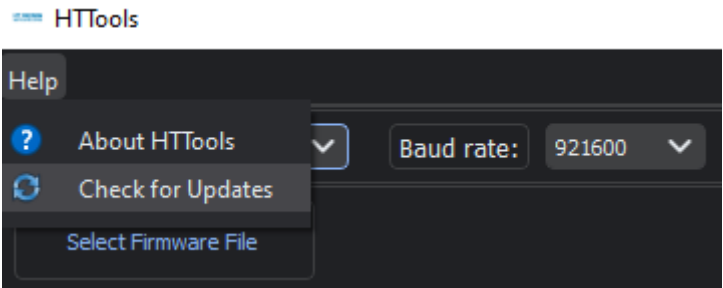 HTTools
Help
About HTTools
Baud rate: 921600
Check for Updates
Select Firmware File